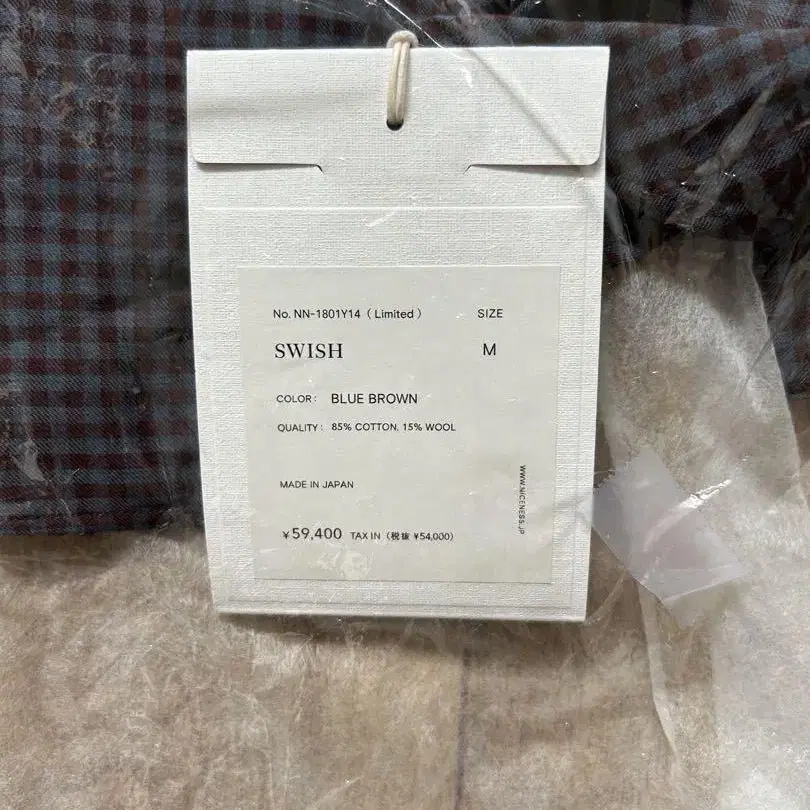 No. NN-1801Y14 ( Limited )
SIZE
SWISH
M
COLOR : BLUE BROWN
QUALITY : 85% COTTON, 15% WOOL
MADE IN JAPAN
WWW.NICENESS.JP
¥59,400 TAX IN (税抜 ¥54,000)